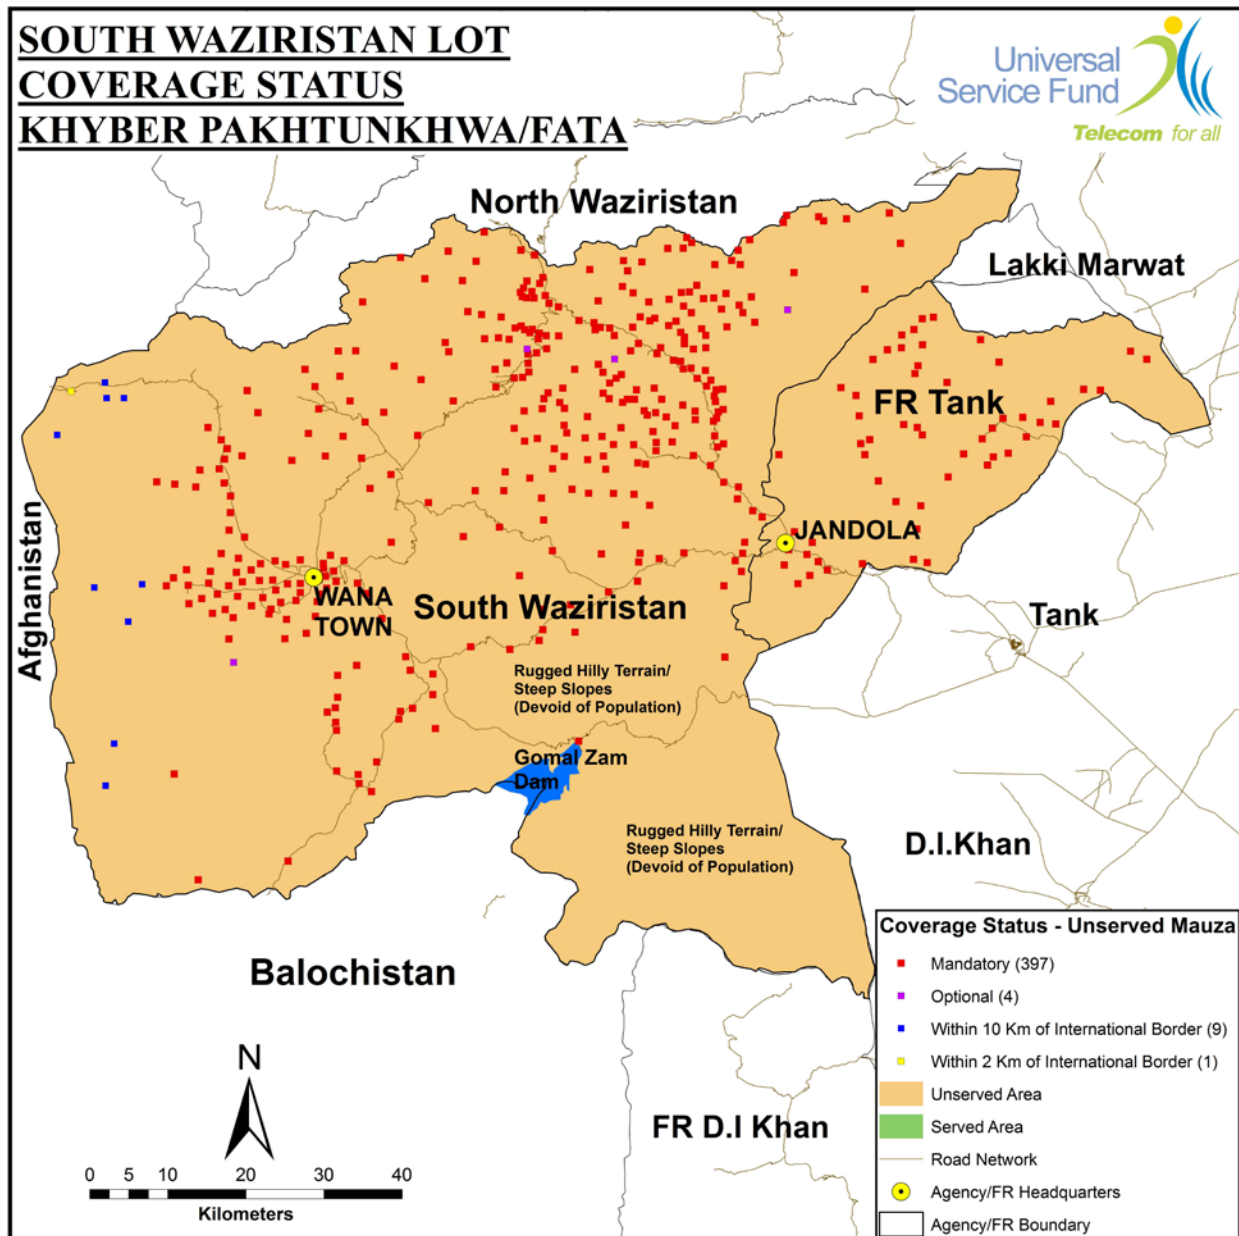 SOUTH WAZIRISTAN LOT
COVERAGE STATUS
KHYBER PAKHTUNKHWA/FATA
Universal
Service Fund
Telecom for all
North Waziristan
Lakki Marwat
FR Tank
Afghanistan
JANDOLA
WANA
TOWN
South Waziristan
Tank
Rugged Hilly Terrain/
Steep Slopes
(Devoid of Population)
Gomal Zam
Dam
Rugged Hilly Terrain/
Steep Slopes
(Devoid of Population)
D.I.Khan
Balochistan
FR D.I Khan
N
0 5 10 20 30 40
Kilometers
Coverage Status - Unserved Mauza
Mandatory (397)
Optional (4)
Within 10 Km of International Border (9)
Within 2 Km of International Border (1)
Unserved Area
Served Area
Road Network
Agency/FR Headquarters
Agency/FR Boundary